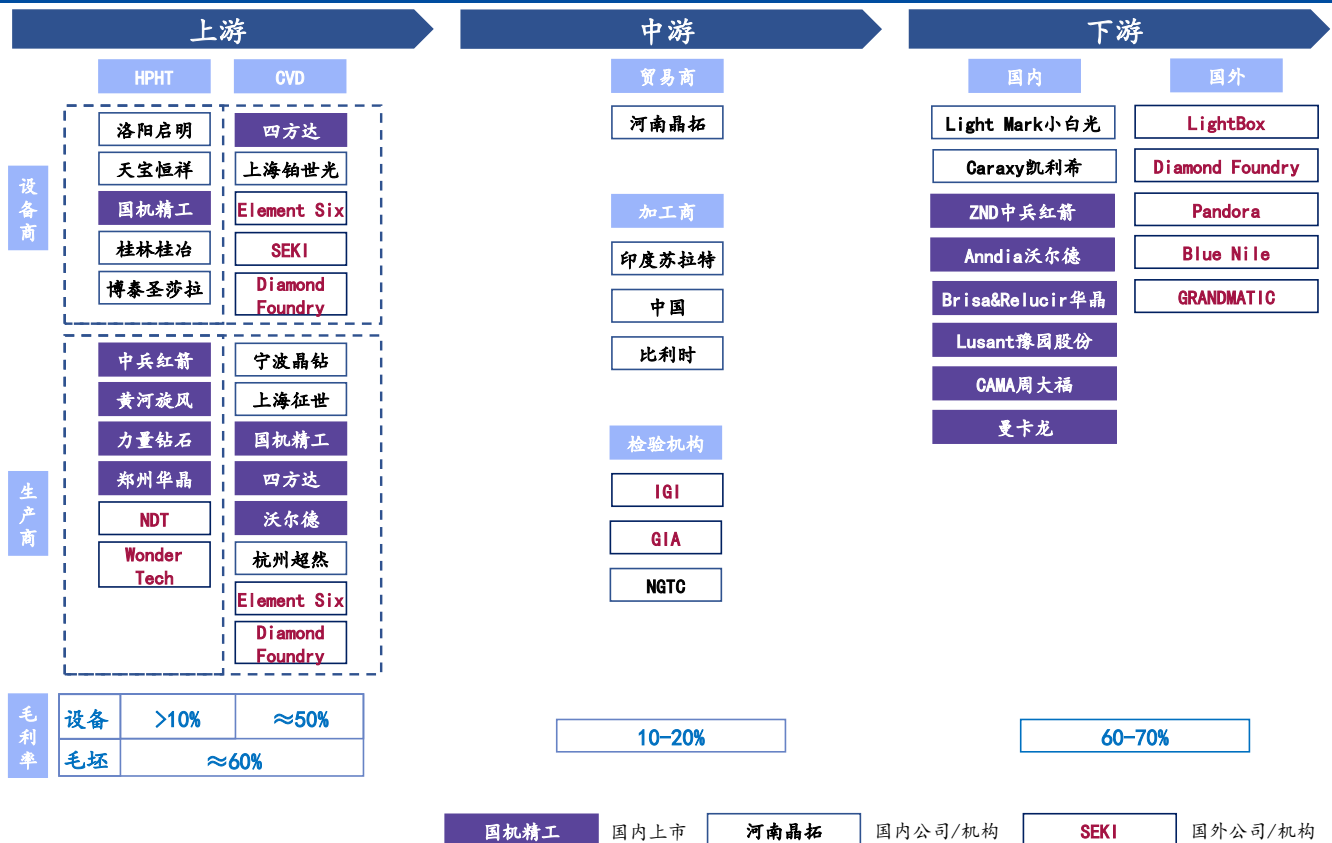 上游
中游
下游
HPHT
CVD
贸易商
国内
国外
设备商
洛阳启明
天宝恒祥
国机精工
桂林桂冶
博泰圣莎拉
四方达
上海铂世光
Element Six
SEKI
Diamond
Foundry
生产商
中兵红箭
黄河旋风
力量钻石
郑州华晶
NDT
Wonder
Tech
宁波晶钻
上海征世
国机精工
四方达
沃尔德
杭州超然
Element Six
Diamond
Foundry
河南晶拓
加工商
印度苏拉特
中国
比利时
检验机构
IGI
GIA
NGTC
Light Mark小白光
Caraxy凯利希
ZND中兵红箭
Anndia沃尔德
Brisa&Relucir华晶
Lusant豫园股份
CAMA周大福
曼卡龙
LightBox
Diamond Foundry
Pandora
Blue Nile
GRANDMATIC
毛利率
设备
>10%
≈50%
毛坯
≈60%
10-20%
60-70%
国机精工
国内上市
河南晶拓
国内公司/机构
SEKI
国外公司/机构